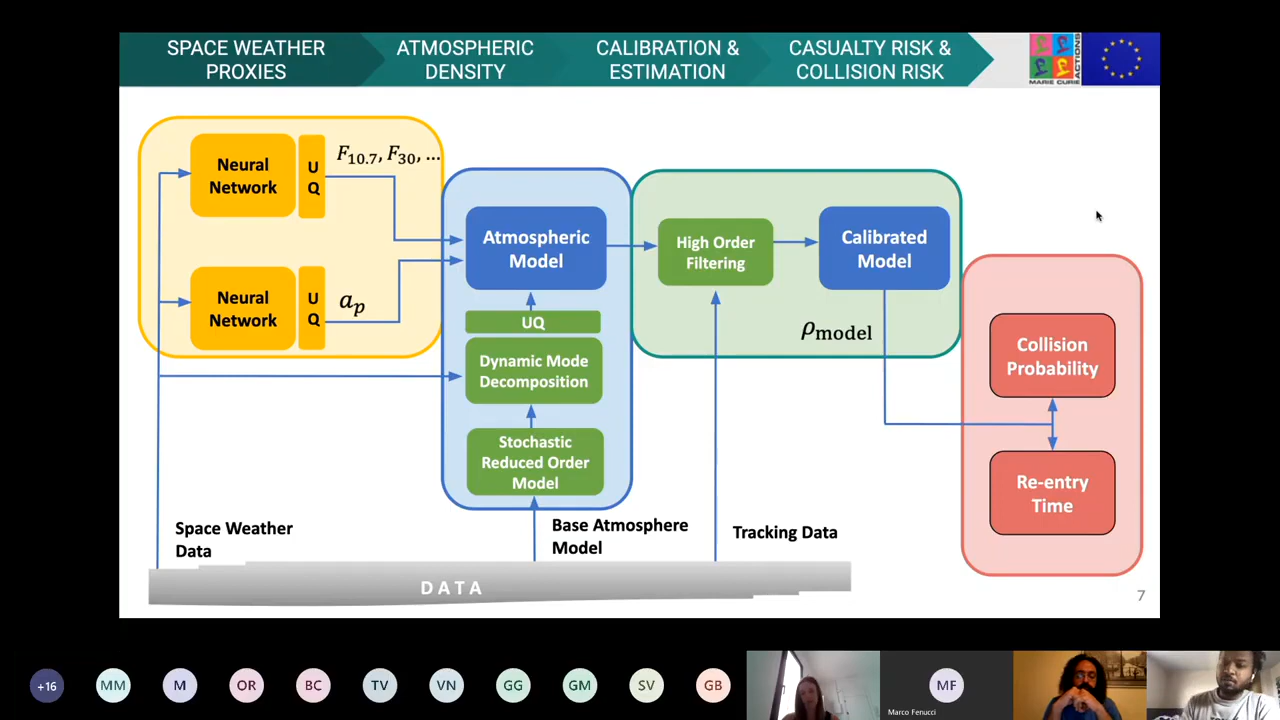 SPACE WEATHER
PROXIES
ATMOSPHERIC
DENSITY
CALIBRATION &
ESTIMATION
CASUALTY RISK &
COLLISION RISK
MARIE CURIE
ACTIONS
Neural
Network
U
Q
F10.7, F30, ...
Neural
Network
U
Q
ap
Atmospheric
Model
UQ
Dynamic Mode
Decomposition
Stochastic
Reduced Order
Model
High Order
Filtering
Calibrated
Model
ρmodel
Collision
Probability
Re-entry
Time
Space Weather
Data
Base Atmosphere
Model
Tracking Data
DATA
7
+16
MM
M
OR
BC
TV
VN
GG
GM
SV
GB
MF
Marco Fenucci